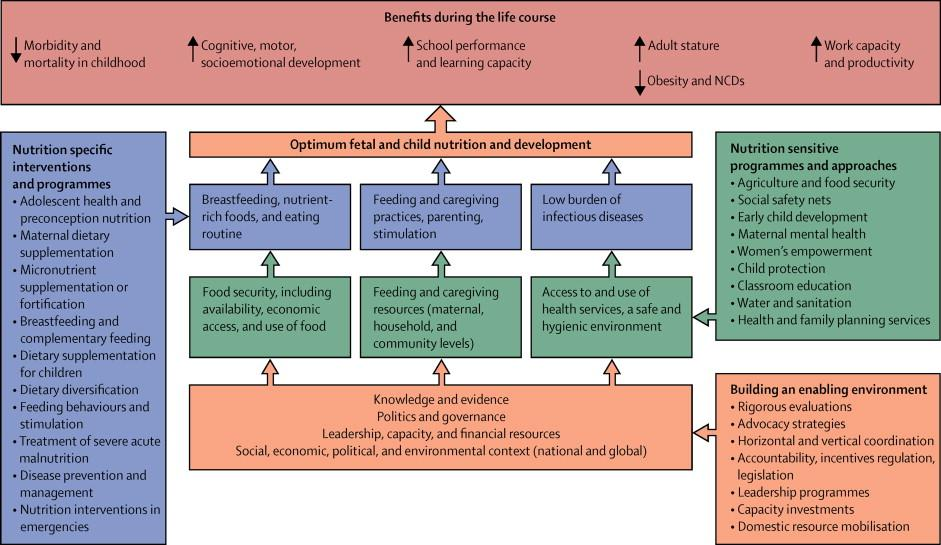 Benefits during the life course
Morbidity and
mortality in childhood
Cognitive, motor,
socioemotional development
School performance
and learning capacity
Adult stature
Obesity and NCDs
Work capacity
and productivity
Nutrition specific
interventions
and programmes
• Adolescent health and
preconception nutrition
• Maternal dietary
supplementation
• Micronutrient
supplementation or
fortification
• Breastfeeding and
complementary feeding
• Dietary supplementation
for children
• Dietary diversification
• Feeding behaviours and
stimulation
• Treatment of severe acute
malnutrition
• Disease prevention and
management
• Nutrition interventions in
emergencies
Optimum fetal and child nutrition and development
Breastfeeding, nutrient-
rich foods, and eating
routine
Feeding and caregiving
practices, parenting,
stimulation
Low burden of
infectious diseases
Food security, including
availability, economic
access, and use of food
Feeding and caregiving
resources (maternal,
household, and
community levels)
Access to and use of
health services, a safe and
hygienic environment
Knowledge and evidence
Politics and governance
Leadership, capacity, and financial resources
Social, economic, political, and environmental context (national and global)
Nutrition sensitive
programmes and approaches
• Agriculture and food security
• Social safety nets
• Early child development
• Maternal mental health
• Women's empowerment
• Child protection
• Classroom education
• Water and sanitation
• Health and family planning services
Building an enabling environment
• Rigorous evaluations
• Advocacy strategies
• Horizontal and vertical coordination
• Accountability, incentives regulation,
legislation
• Leadership programmes
• Capacity investments
• Domestic resource mobilisation